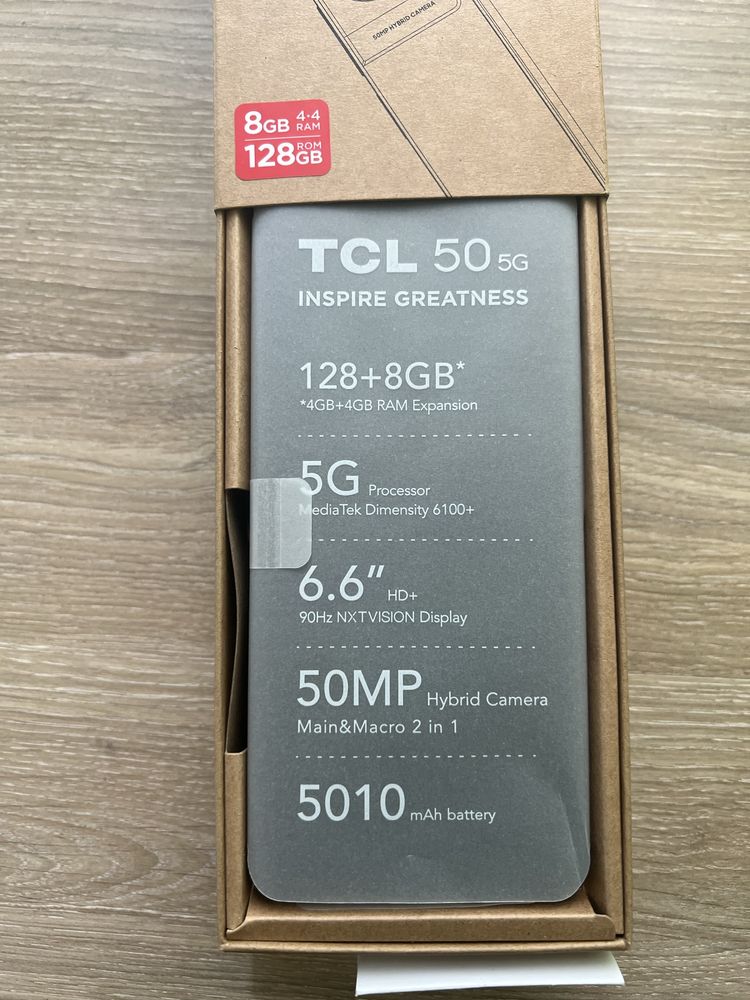 50MP HYBRID CAMERA
8GB 4+4 RAM
128GB ROM
TCL 50 5G
INSPIRE GREATNESS
128+8GB*
*4GB+4GB RAM Expansion
5G Processor
MediaTek Dimensity 6100+
6.6” HD+
90Hz NXTVISION Display
50MP Hybrid Camera
Main&Macro 2 in 1
5010 mAh battery